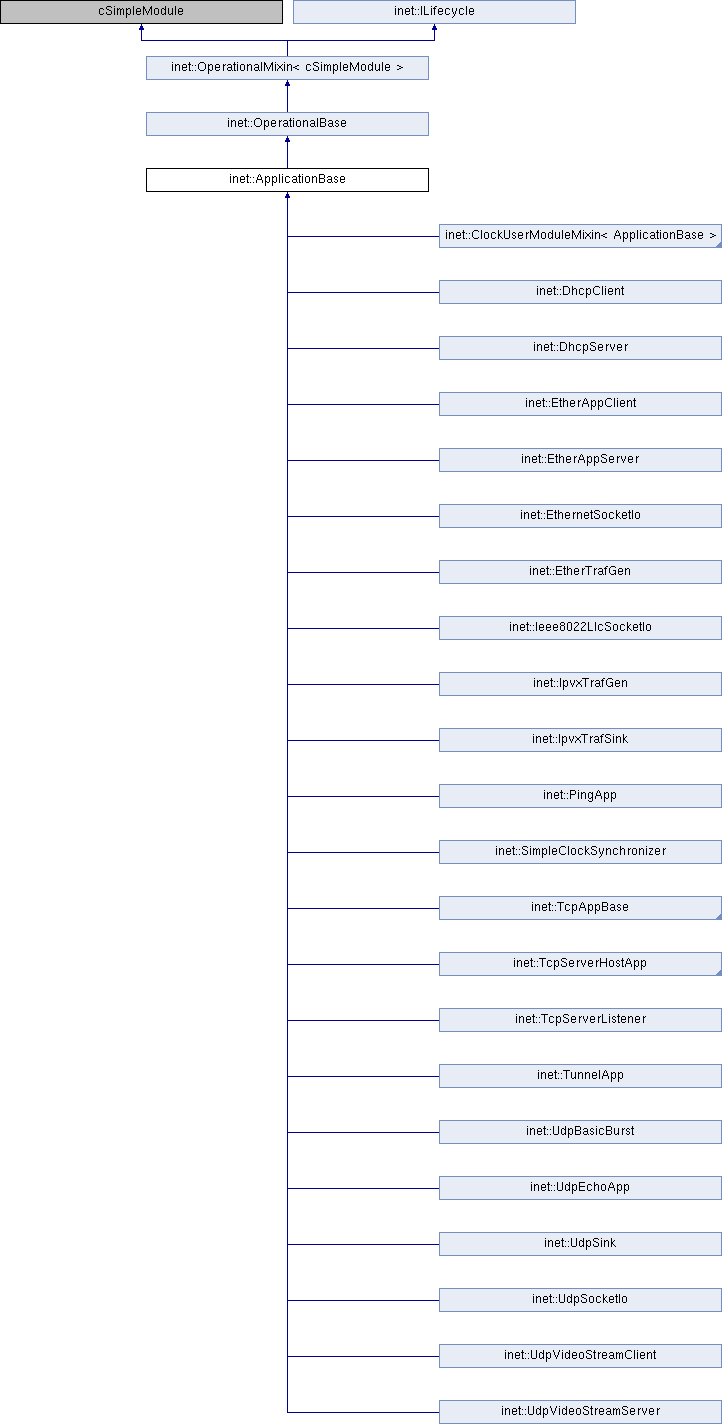 cSimpleModule
inet::ILifecycle
inet::OperationalMixin< cSimpleModule >
inet::OperationalBase
inet::ApplicationBase
inet::ClockUserModuleMixin< ApplicationBase >
inet::DhcpClient
inet::DhcpServer
inet::EtherAppClient
inet::EtherAppServer
inet::EthernetSocketIo
inet::EtherTrafGen
inet::Ieee8022LlcSocketIo
inet::IpvxTrafGen
inet::IpvxTrafSink
inet::PingApp
inet::SimpleClockSynchronizer
inet::TcpAppBase
inet::TcpServerHostApp
inet::TcpServerListener
inet::TunnelApp
inet::UdpBasicBurst
inet::UdpEchoApp
inet::UdpSink
inet::UdpSocketIo
inet::UdpVideoStreamClient
inet::UdpVideoStreamServer